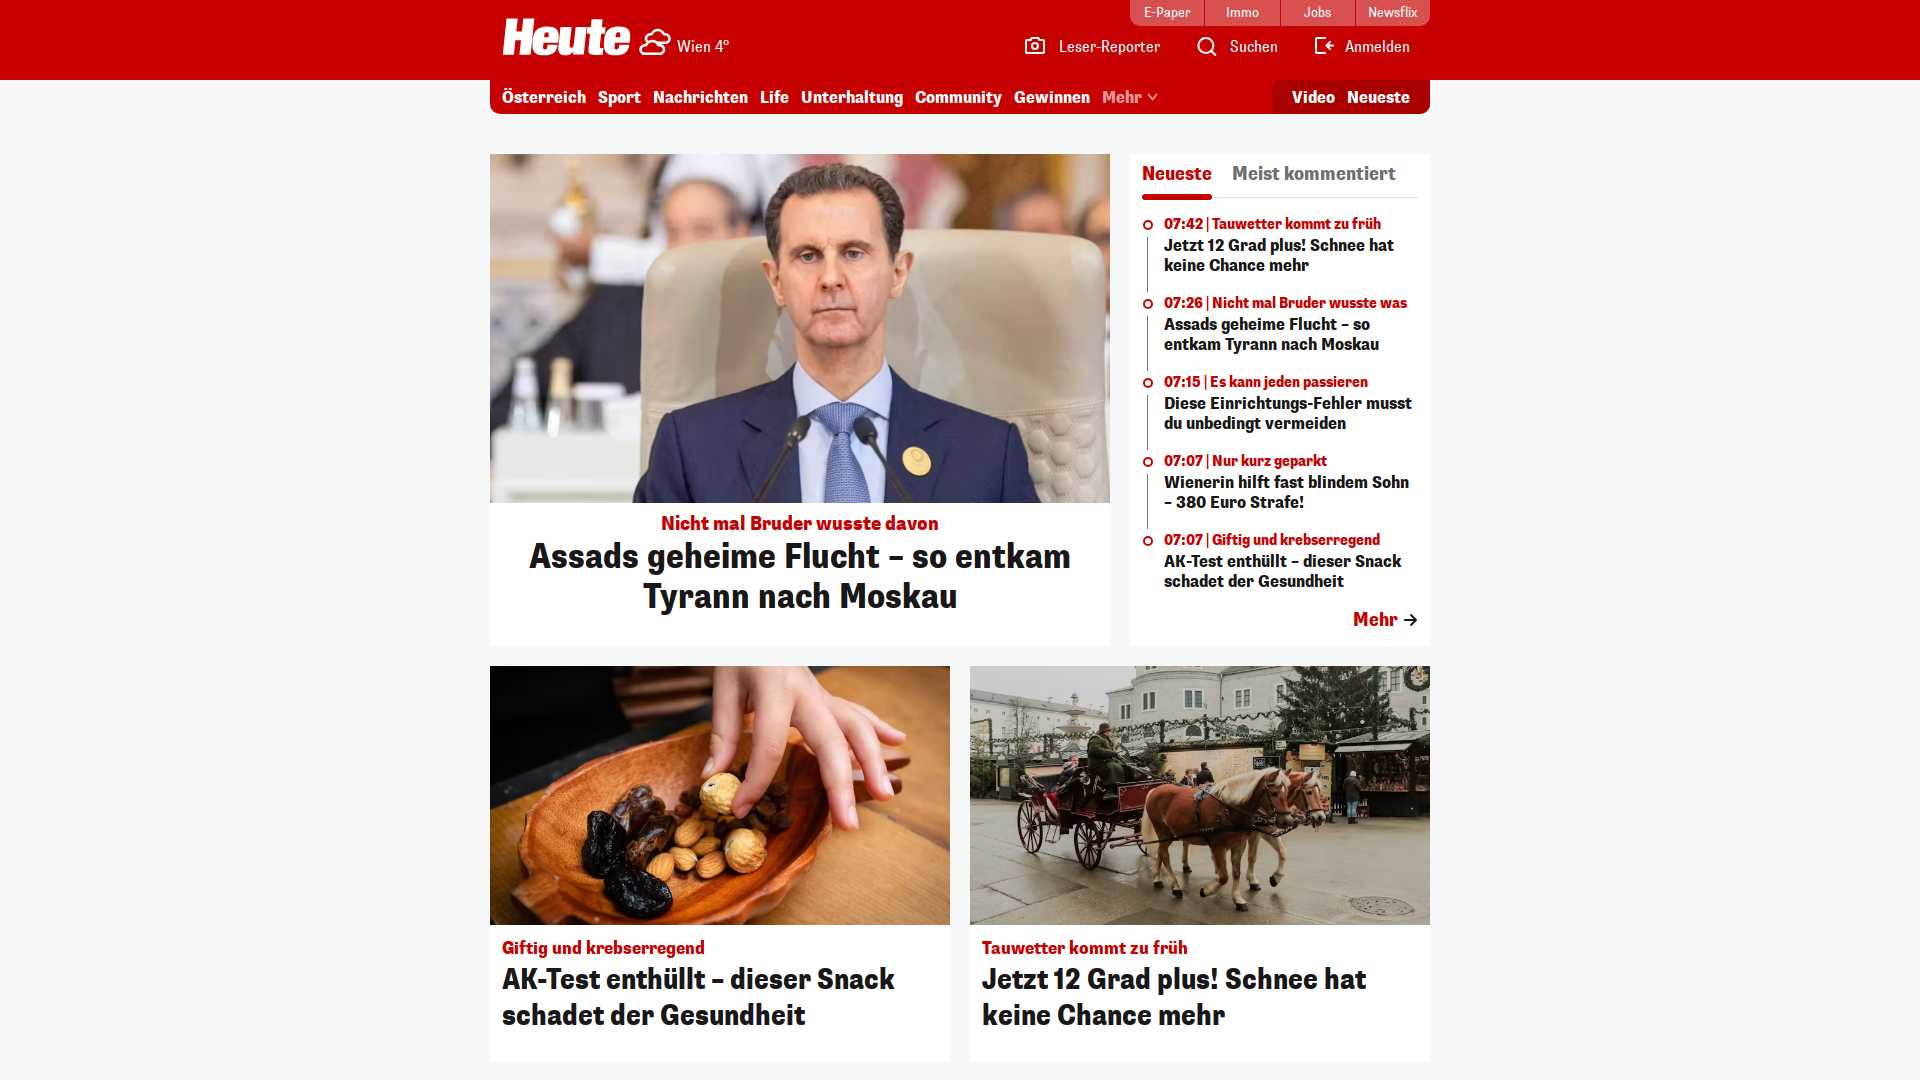 E-Paper
Immo
Jobs
Newsflix
Heute
Wien 4°
Leser-Reporter
Suchen
Anmelden
Österreich
Sport
Nachrichten
Life
Unterhaltung
Community
Gewinnen
Mehr
Video
Neueste
Nicht mal Bruder wusste davon
Assads geheime Flucht – so entkam
Tyrann nach Moskau
Neueste
Meist kommentiert
07:42 | Tauwetter kommt zu früh
Jetzt 12 Grad plus! Schnee hat
keine Chance mehr
07:26 | Nicht mal Bruder wusste was
Assads geheime Flucht – so
entkam Tyrann nach Moskau
07:15 | Es kann jeden passieren
Diese Einrichtungs-Fehler musst
du unbedingt vermeiden
07:07 | Nur kurz geparkt
Wienerin hilft fast blindem Sohn
– 380 Euro Strafe!
07:07 | Giftig und krebserregend
AK-Test enthüllt – dieser Snack
schadet der Gesundheit
Mehr
Giftig und krebserregend
AK-Test enthüllt – dieser Snack
schadet der Gesundheit
Tauwetter kommt zu früh
Jetzt 12 Grad plus! Schnee hat
keine Chance mehr